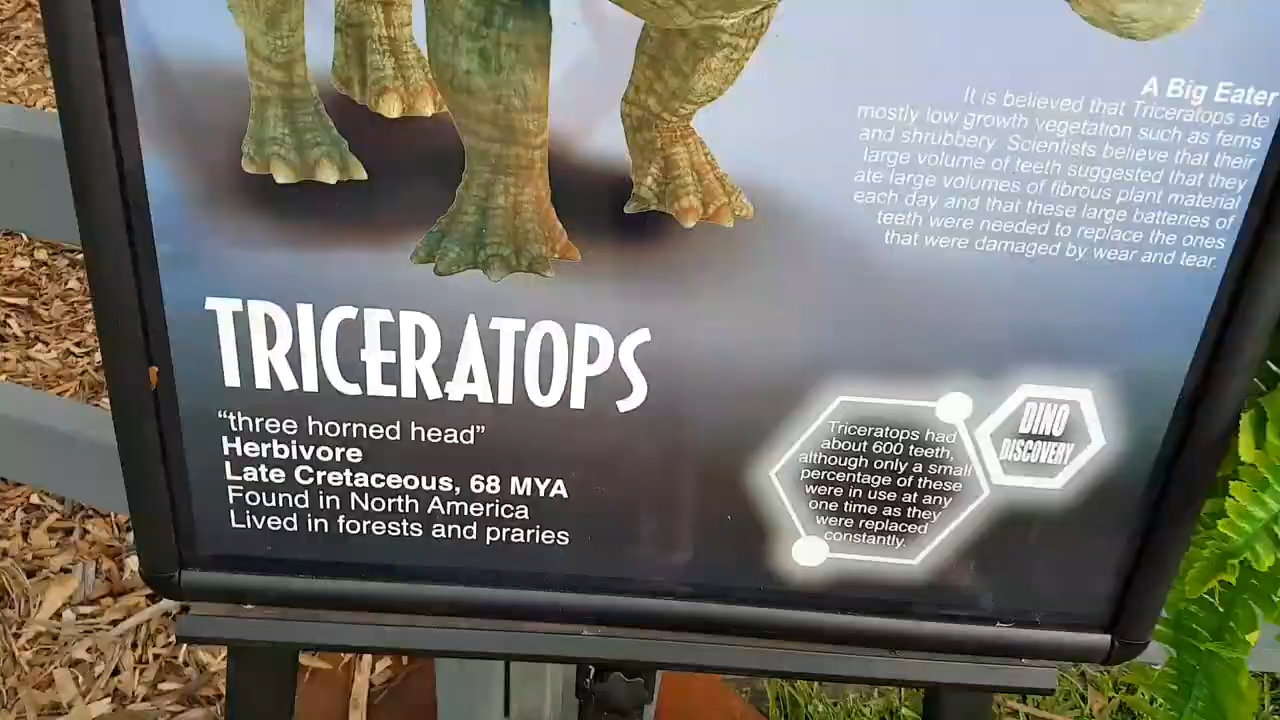 A Big Eater
It is believed that Triceratops ate
mostly low growth vegetation such as ferns
and shrubbery. Scientists believe that their
large volume of teeth suggested that they
ate large volumes of fibrous plant material
each day and that these large batteries of
teeth were needed to replace the ones
that were damaged by wear and tear.
TRICERATOPS
"three horned head"
Herbivore
Late Cretaceous, 68 MYA
Found in North America
Lived in forests and praries
Triceratops had
about 600 teeth,
although only a small
percentage of these
were in use at any
one time as they
were replaced
constantly.
DINO
DISCOVERY